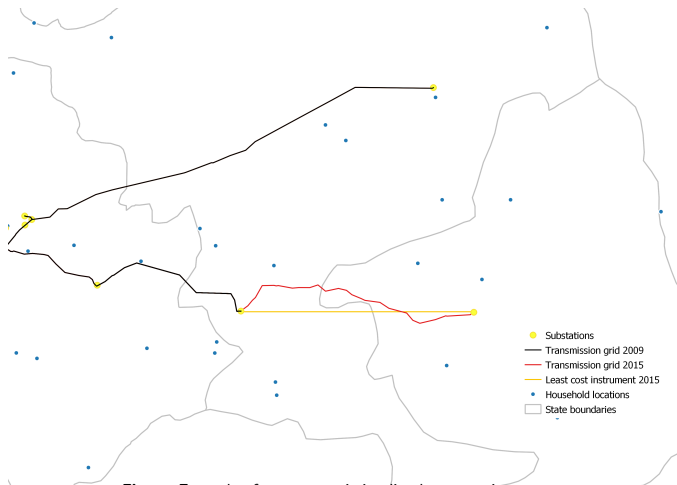 Substations
Transmission grid 2009
Transmission grid 2015
Least cost instrument 2015
Household locations
State boundaries